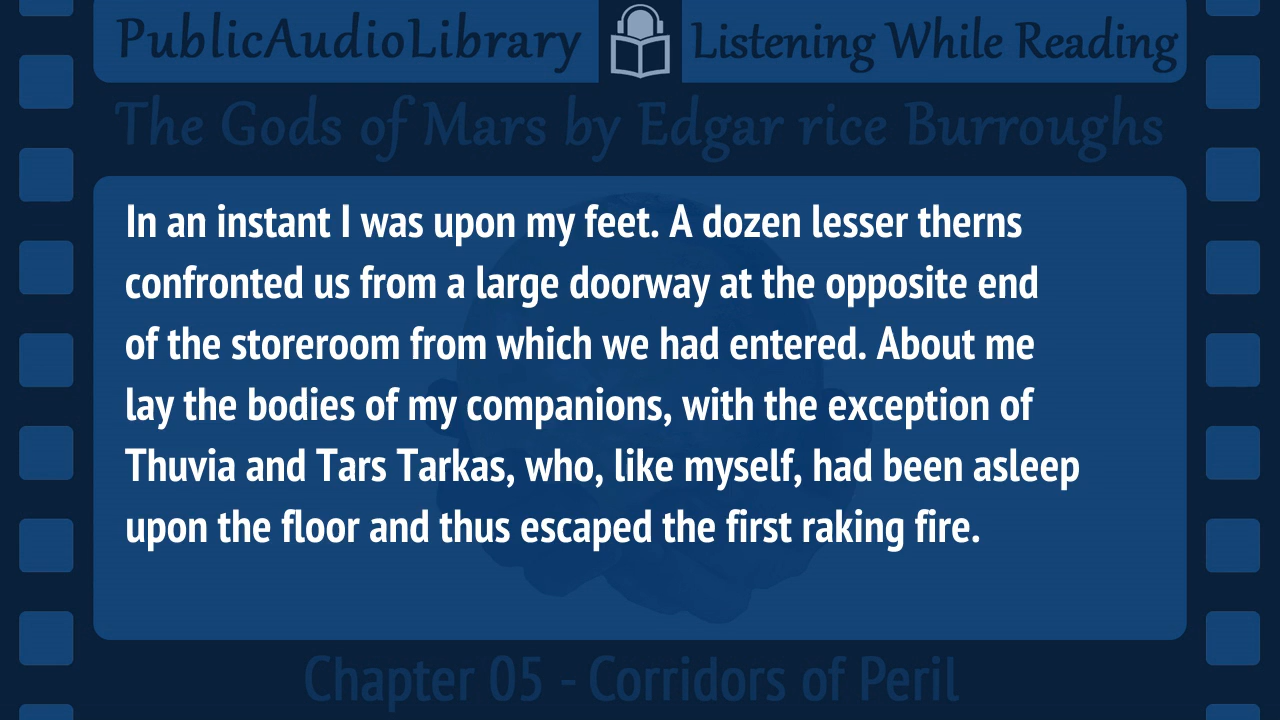 PublicAudioLibrary Listening While Reading
The Gods of Mars by Edgar rice Burroughs
In an instant I was upon my feet. A dozen lesser therns
confronted us from a large doorway at the opposite end
of the storeroom from which we had entered. About me
lay the bodies of my companions, with the exception of
Thuvia and Tars Tarkas, who, like myself, had been asleep
upon the floor and thus escaped the first raking fire.
Chapter 05 - Corridors of Peril